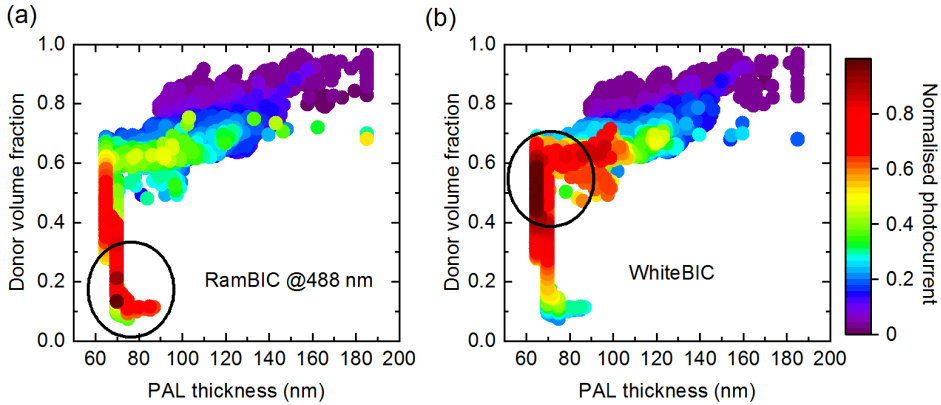 (a)
(b)
1.0
0.8
0.6
0.4
0.2
0.0
Donor volume fraction
60 80 100 120 140 160 180 200
PAL thickness (nm)
RamBIC @488 nm
1.0
0.8
0.6
0.4
0.2
0.0
Donor volume fraction
60 80 100 120 140 160 180 200
PAL thickness (nm)
WhiteBIC
0.8
0.6
0.4
0.2
0
Normalised photocurrent